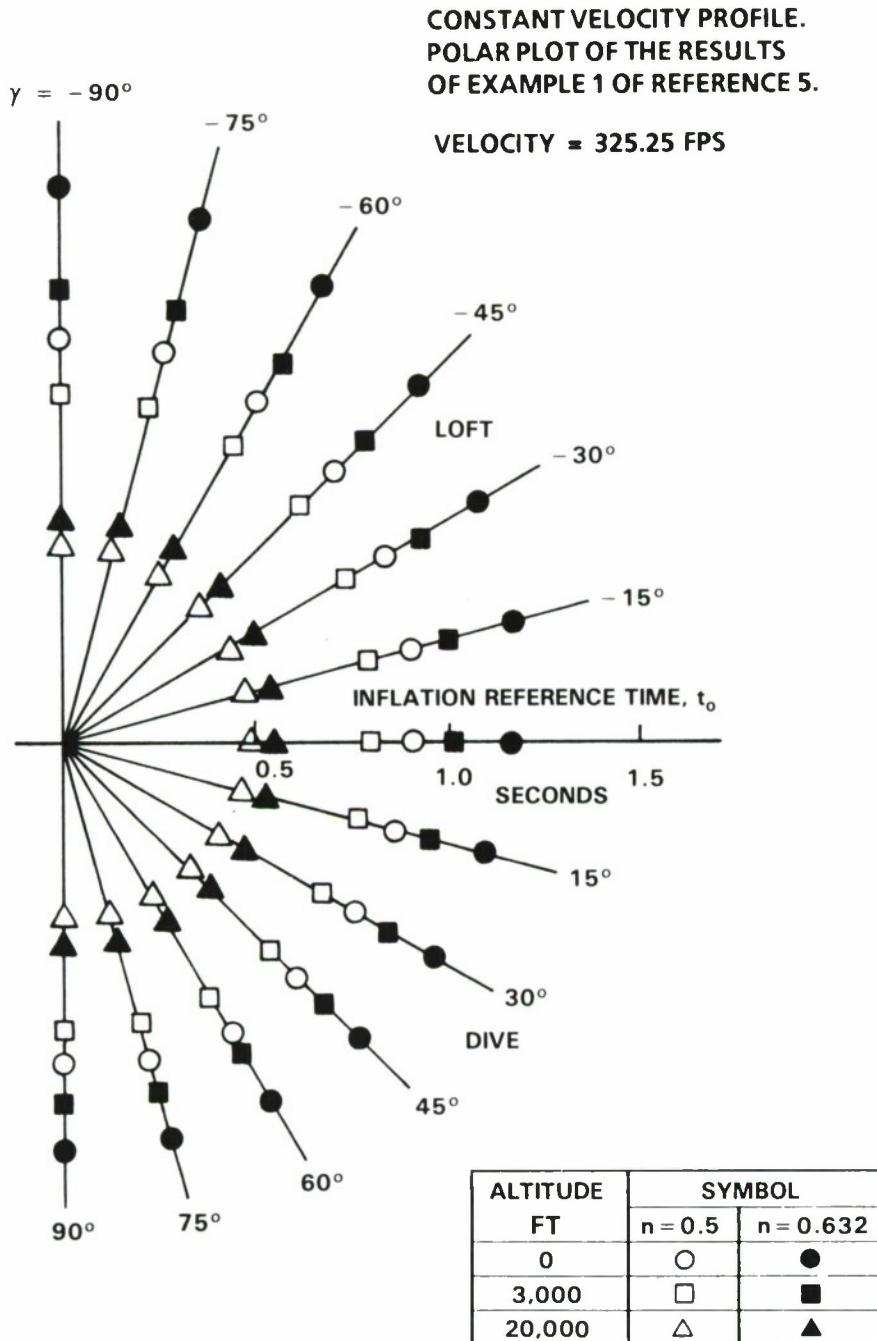 CONSTANT VELOCITY PROFILE.
POLAR PLOT OF THE RESULTS
OF EXAMPLE 1 OF REFERENCE 5.
VELOCITY = 325.25 FPS
γ = −90°
−75°
−60°
−45°
LOFT
−30°
−15°
INFLATION REFERENCE TIME, t₀
0.5
1.0
1.5
SECONDS
15°
30°
DIVE
45°
60°
75°
90°
ALTITUDE FT
SYMBOL
n = 0.5
n = 0.632
0 ○ ●
3,000 □ ■
20,000 △ ▲